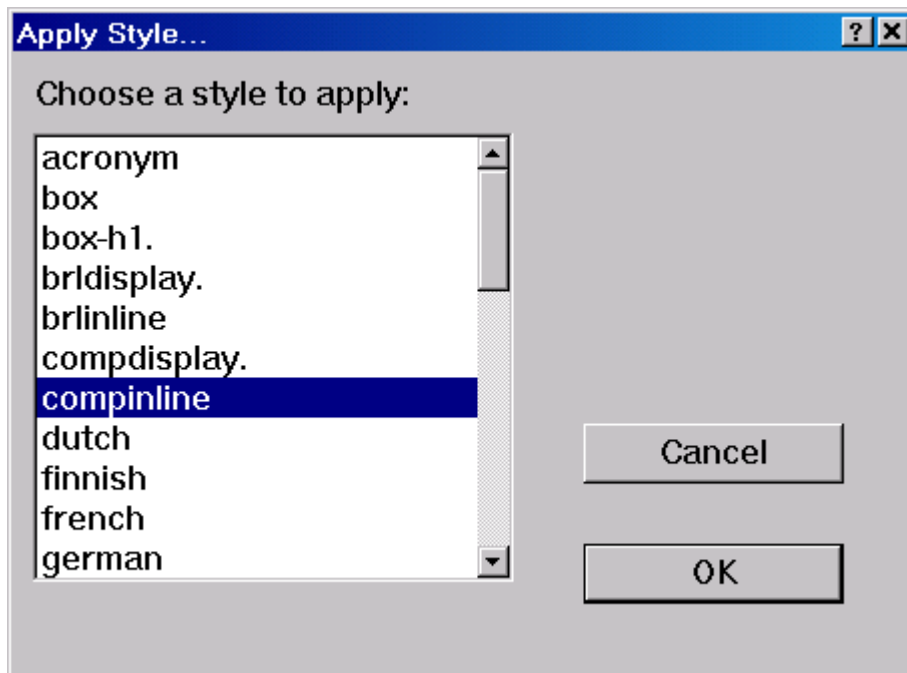 Apply Style...
Choose a style to apply:
acronym
box
box-h1.
brldisplay.
brlinline
compdisplay.
compinline
dutch
finnish
french
german
Cancel
OK